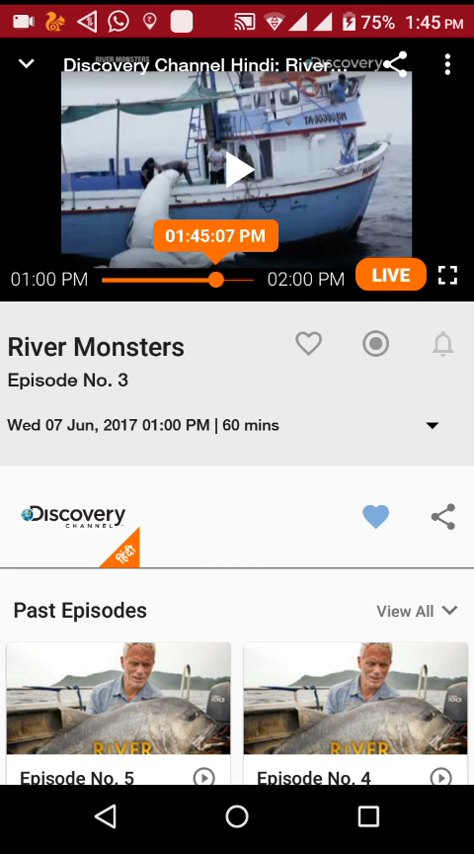 75% 1:45 PM
Discovery Channel Hindi: River...
Discovery
RIVER MONSTERS
01:45:07 PM
01:00 PM 02:00 PM LIVE
River Monsters
Episode No. 3
Wed 07 Jun, 2017 01:00 PM | 60 mins
Discovery
CHANNEL
हिंदी
Past Episodes View All
RIVER RIVER
Episode No. 5 Episode No. 4